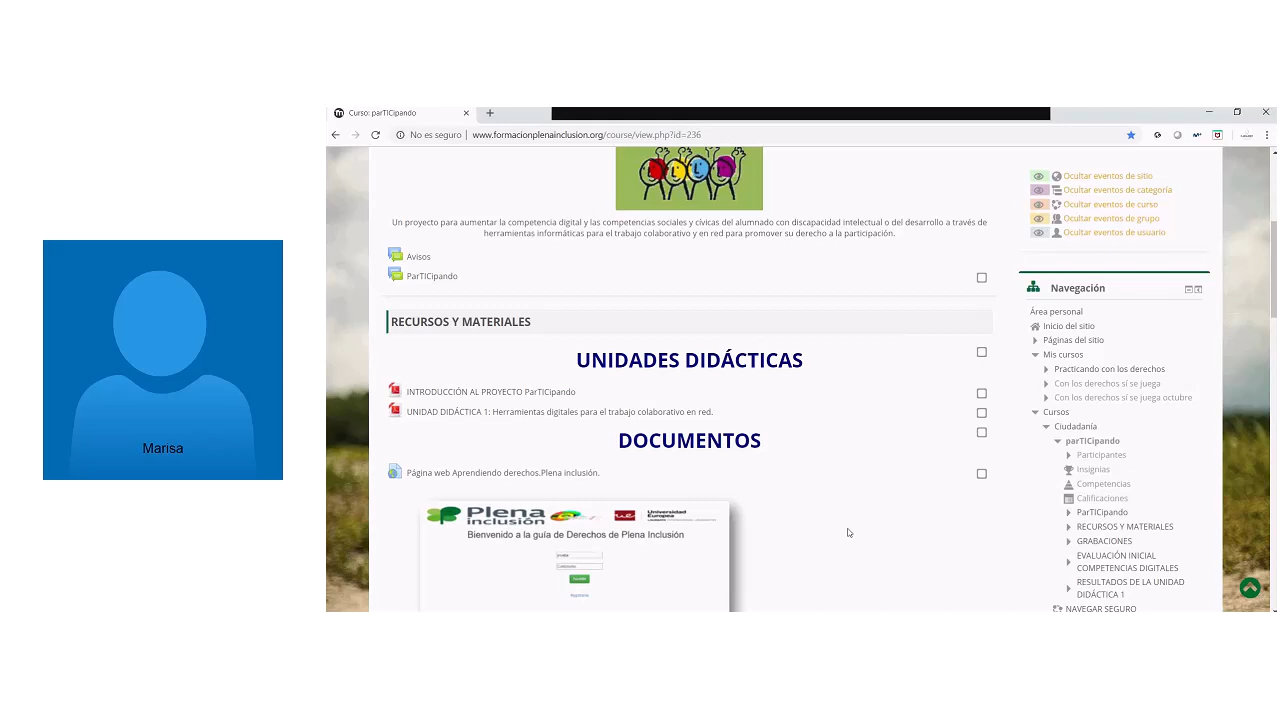 Marisa
Curso: parTICipando
No es seguro | www.formacionplenainclusion.org/course/view.php?id=236
Un proyecto para aumentar la competencia digital y las competencias sociales y cívicas del alumnado con discapacidad intelectual o del desarrollo a través de
herramientas informáticas para el trabajo colaborativo y en red para promover su derecho a la participación.
Avisos
ParTICipando
RECURSOS Y MATERIALES
UNIDADES DIDÁCTICAS
INTRODUCCIÓN AL PROYECTO ParTICipando
UNIDAD DIDÁCTICA 1: Herramientas digitales para el trabajo colaborativo en red.
DOCUMENTOS
Página web Aprendiendo derechos.Plena inclusión.
Plena
inclusión
ue
Universidad
Europea
Bienvenido a la guía de Derechos de Plena Inclusión
Ocultar eventos de sitio
Ocultar eventos de categoría
Ocultar eventos de curso
Ocultar eventos de grupo
Ocultar eventos de usuario
Navegación
Área personal
Inicio del sitio
Páginas del sitio
Mis cursos
Practicando con los derechos
Con los derechos sí se juega
Con los derechos sí se juega octubre
Cursos
Ciudadanía
parTICipando
Participantes
Insignias
Competencias
Calificaciones
ParTICipando
RECURSOS Y MATERIALES
GRABACIONES
EVALUACIÓN INICIAL
COMPETENCIAS DIGITALES
RESULTADOS DE LA UNIDAD
DIDÁCTICA 1
NAVEGAR SEGURO